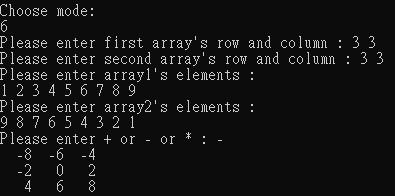 Choose mode:
6
Please enter first array's row and column : 3 3
Please enter second array's row and column : 3 3
Please enter array1's elements :
1 2 3 4 5 6 7 8 9
Please enter array2's elements :
9 8 7 6 5 4 3 2 1
Please enter + or - or * : -
-8 -6 -4
-2 0 2
4 6 8